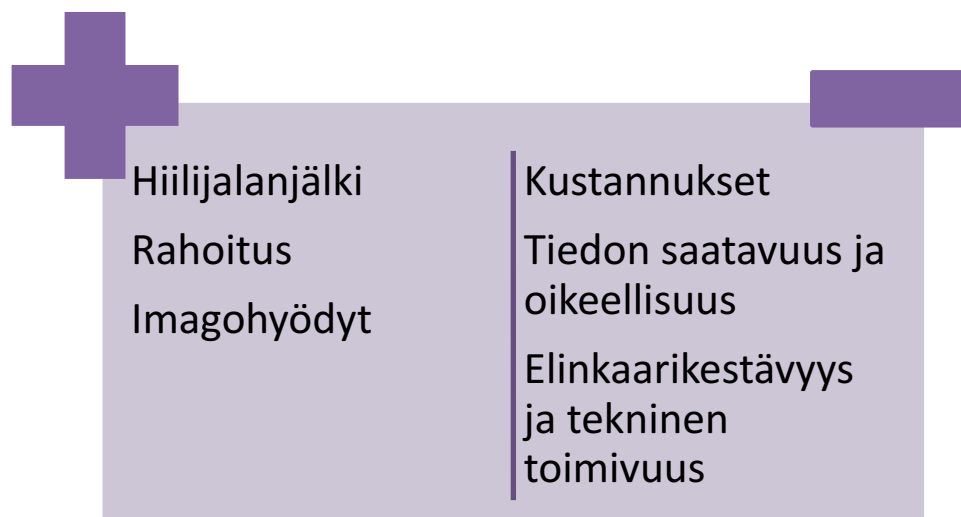 Hiilijalanjälki
Rahoitus
Imagohyödyt
Kustannukset
Tiedon saatavuus ja
oikeellisuus
Elinkaarikestävyys
ja tekninen
toimivuus